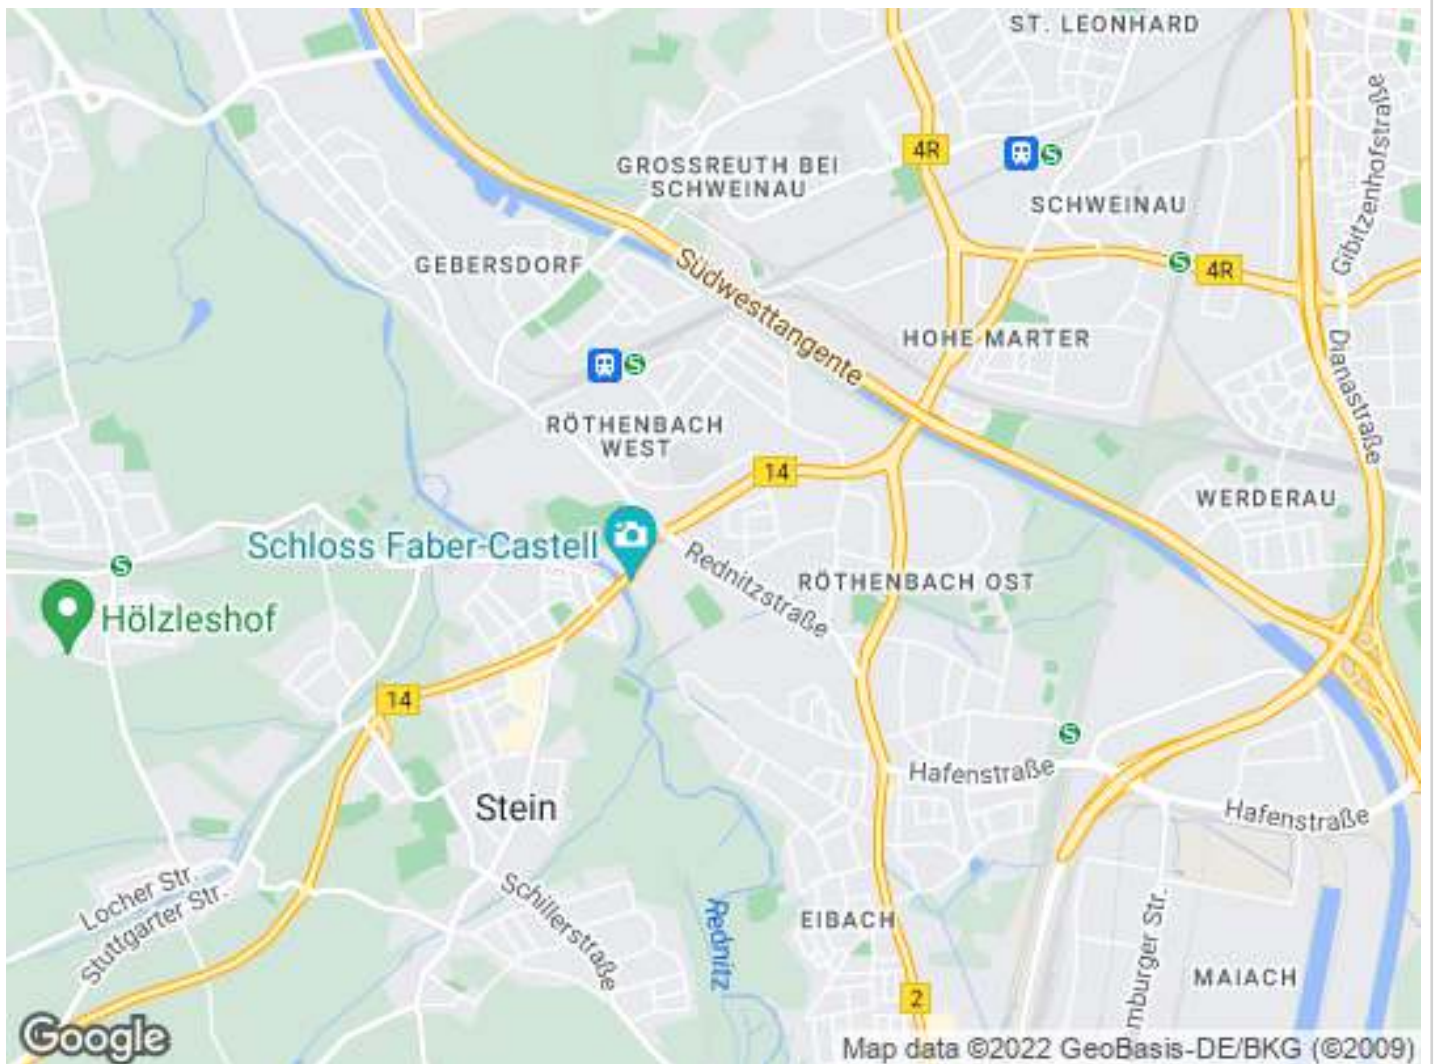 ST. LEONHARD
Gibitzenhofstraße
4R
GROSSREUTH BEI
SCHWEINAU
S
SCHWEINAU
GEBERSDORF
Südwesttangente
S
4R
HOHE MARTER
Dianastraße
S
RÖTHENBACH
WEST
14
WERDERAU
Schloss Faber-Castell
Rednitzstraße
RÖTHENBACH OST
S
Hölzleshof
14
S
Hafenstraße
Stein
Hafenstraße
Locher Str.
Stuttgarter Str.
Schillerstraße
Rednitz
EIBACH
mburger Str.
MAIACH
2
Google
Map data ©2022 GeoBasis-DE/BKG (©2009)